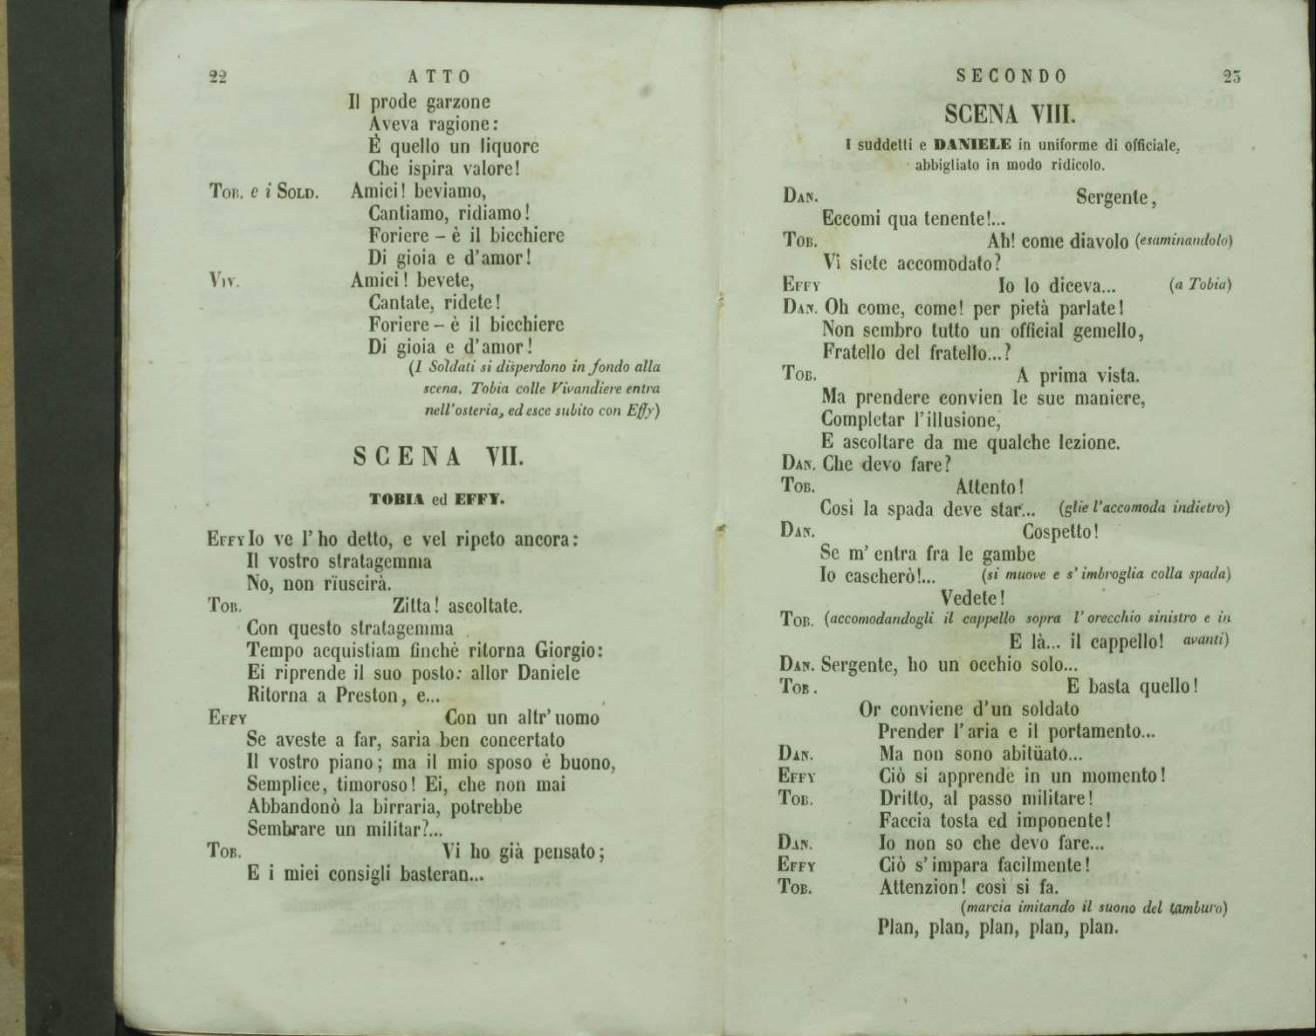 22 ATTO
Il prode garzone
Aveva ragione:
È quello un liquore
Che ispira valore!
TOB. e i SOLD. Amici! beviamo,
Cantiamo, ridiamo!
Foriere – è il bicchiere
Di gioia e d'amor!
VIV. Amici! bevete,
Cantate, ridete!
Foriere – è il bicchiere
Di gioia e d'amor!
(I Soldati si disperdono in fondo alla
scena. Tobia colle Vivandiere entra
nell'osteria, ed esce subito con Effy)
SCENA VII.
TOBIA ed EFFY.
EFFY Io ve l'ho detto, e vel ripeto ancora:
Il vostro stratagemma
No, non rïuscirà.
TOB. Zitta! ascoltate.
Con questo stratagemma
Tempo acquistiam finchè ritorna Giorgio:
Ei riprende il suo posto: allor Daniele
Ritorna a Preston, e...
EFFY Con un altr'uomo
Se aveste a far, saria ben concertato
Il vostro piano; ma il mio sposo è buono,
Semplice, timoroso! Ei, che non mai
Abbandonò la birraria, potrebbe
Sembrare un militar?...
TOB. Vi ho già pensato;
E i miei consigli basteran...
SECONDO 23
SCENA VIII.
I suddetti e DANIELE in uniforme di officiale,
abbigliato in modo ridicolo.
DAN. Sergente,
Eccomi qua tenente!...
TOB. Ah! come diavolo (esaminandolo)
Vi siete accomodato?
EFFY Io lo diceva... (a Tobia)
DAN. Oh come, come! per pietà parlate!
Non sembro tutto un official gemello,
Fratello del fratello...?
TOB. A prima vista.
Ma prendere convien le sue maniere,
Completar l'illusione,
E ascoltare da me qualche lezione.
DAN. Che devo fare?
TOB. Attento!
Così la spada deve star... (glie l'accomoda indietro)
DAN. Cospetto!
Se m'entra fra le gambe
Io cascherò!... (si muove e s'imbroglia colla spada)
Vedete!
TOB. (accomodandogli il cappello sopra l'orecchio sinistro e in
E là... il cappello! avanti)
DAN. Sergente, ho un occhio solo...
TOB. E basta quello!
Or conviene d'un soldato
Prender l'aria e il portamento...
DAN. Ma non sono abitüato...
EFFY Ciò si apprende in un momento!
TOB. Dritto, al passo militare!
Faccia tosta ed imponente!
DAN. Io non so che devo fare...
EFFY Ciò s'impara facilmente!
TOB. Attenzion! così si fa.
(marcia imitando il suono del tamburo)
Plan, plan, plan, plan, plan.